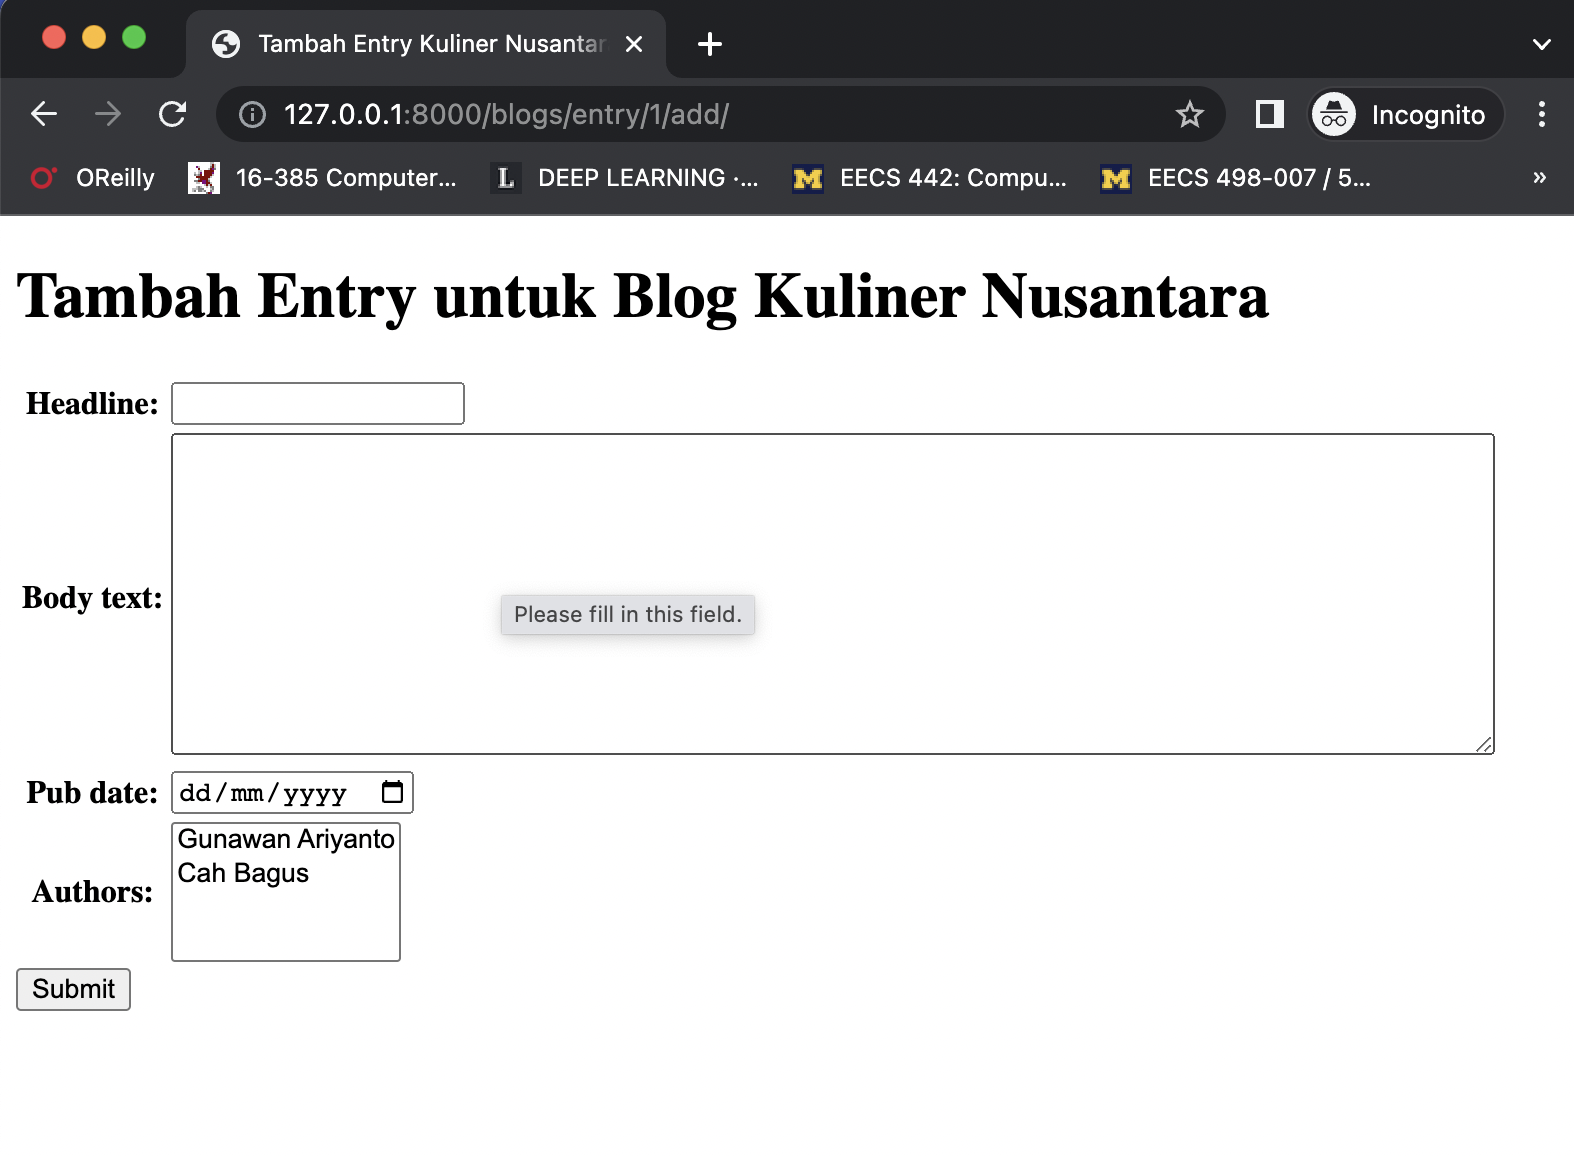 Tambah Entry Kuliner Nusantar
127.0.0.1:8000/blogs/entry/1/add/
Incognito
OReilly
16-385 Computer...
L
DEEP LEARNING ·...
M
EECS 442: Compu...
M
EECS 498-007 / 5...
»
Tambah Entry untuk Blog Kuliner Nusantara
Headline:
Body text:
Please fill in this field.
Pub date:
dd/mm/yyyy
Authors:
Gunawan Ariyanto
Cah Bagus
Submit